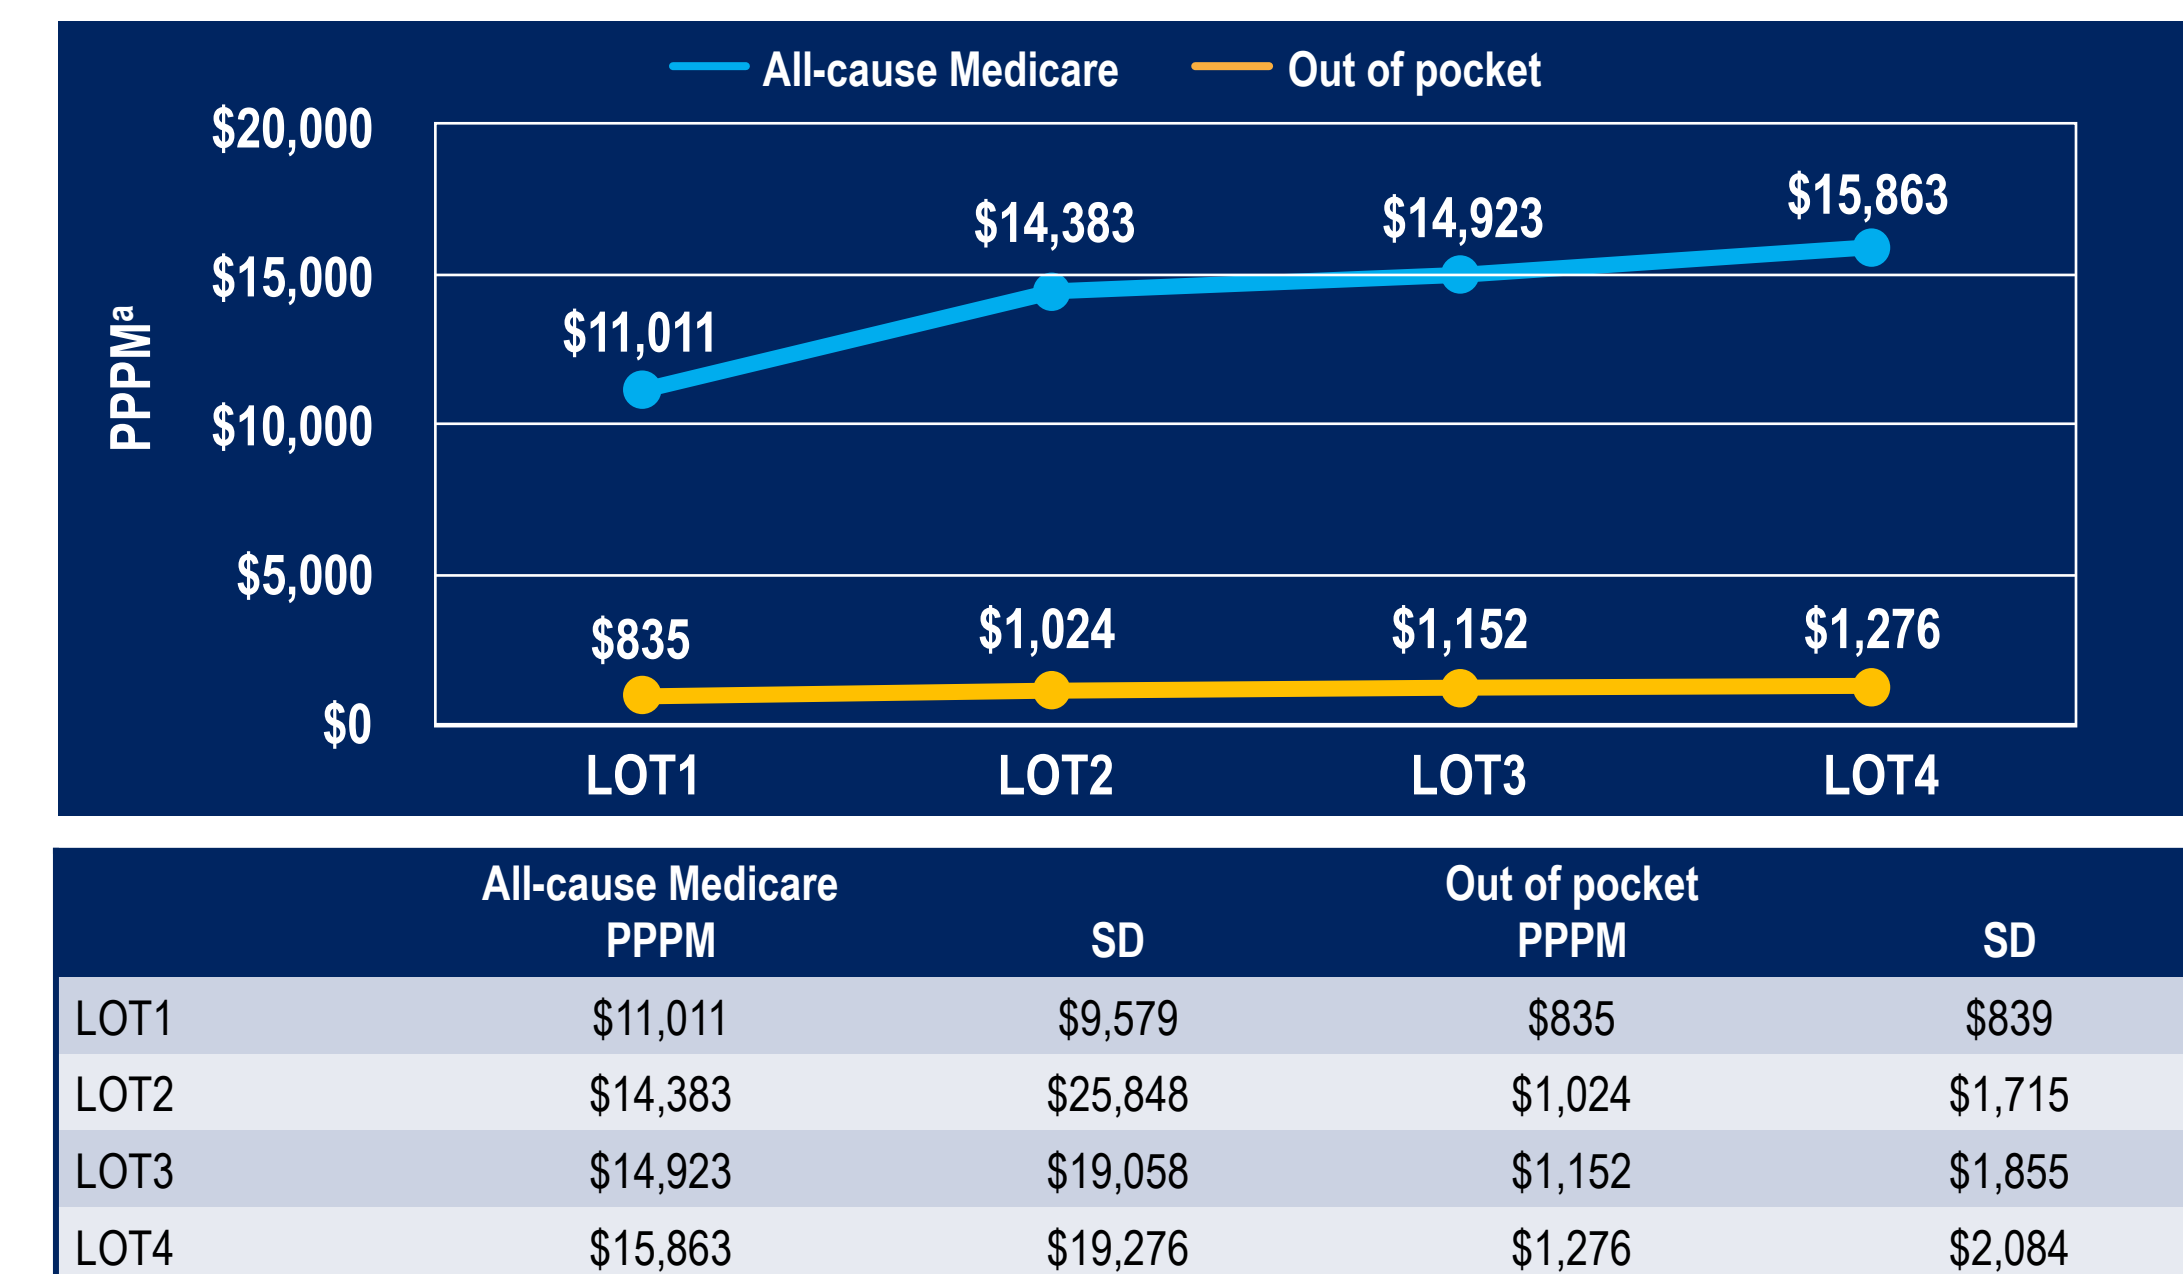 All-cause Medicare Out of pocket
$20,000
$15,000
$10,000
$5,000
$0
PPPMᵃ
$11,011 $14,383 $14,923 $15,863
$835 $1,024 $1,152 $1,276
LOT1 LOT2 LOT3 LOT4
All-cause Medicare Out of pocket
PPPM SD PPPM SD
LOT1 $11,011 $9,579 $835 $839
LOT2 $14,383 $25,848 $1,024 $1,715
LOT3 $14,923 $19,058 $1,152 $1,855
LOT4 $15,863 $19,276 $1,276 $2,084